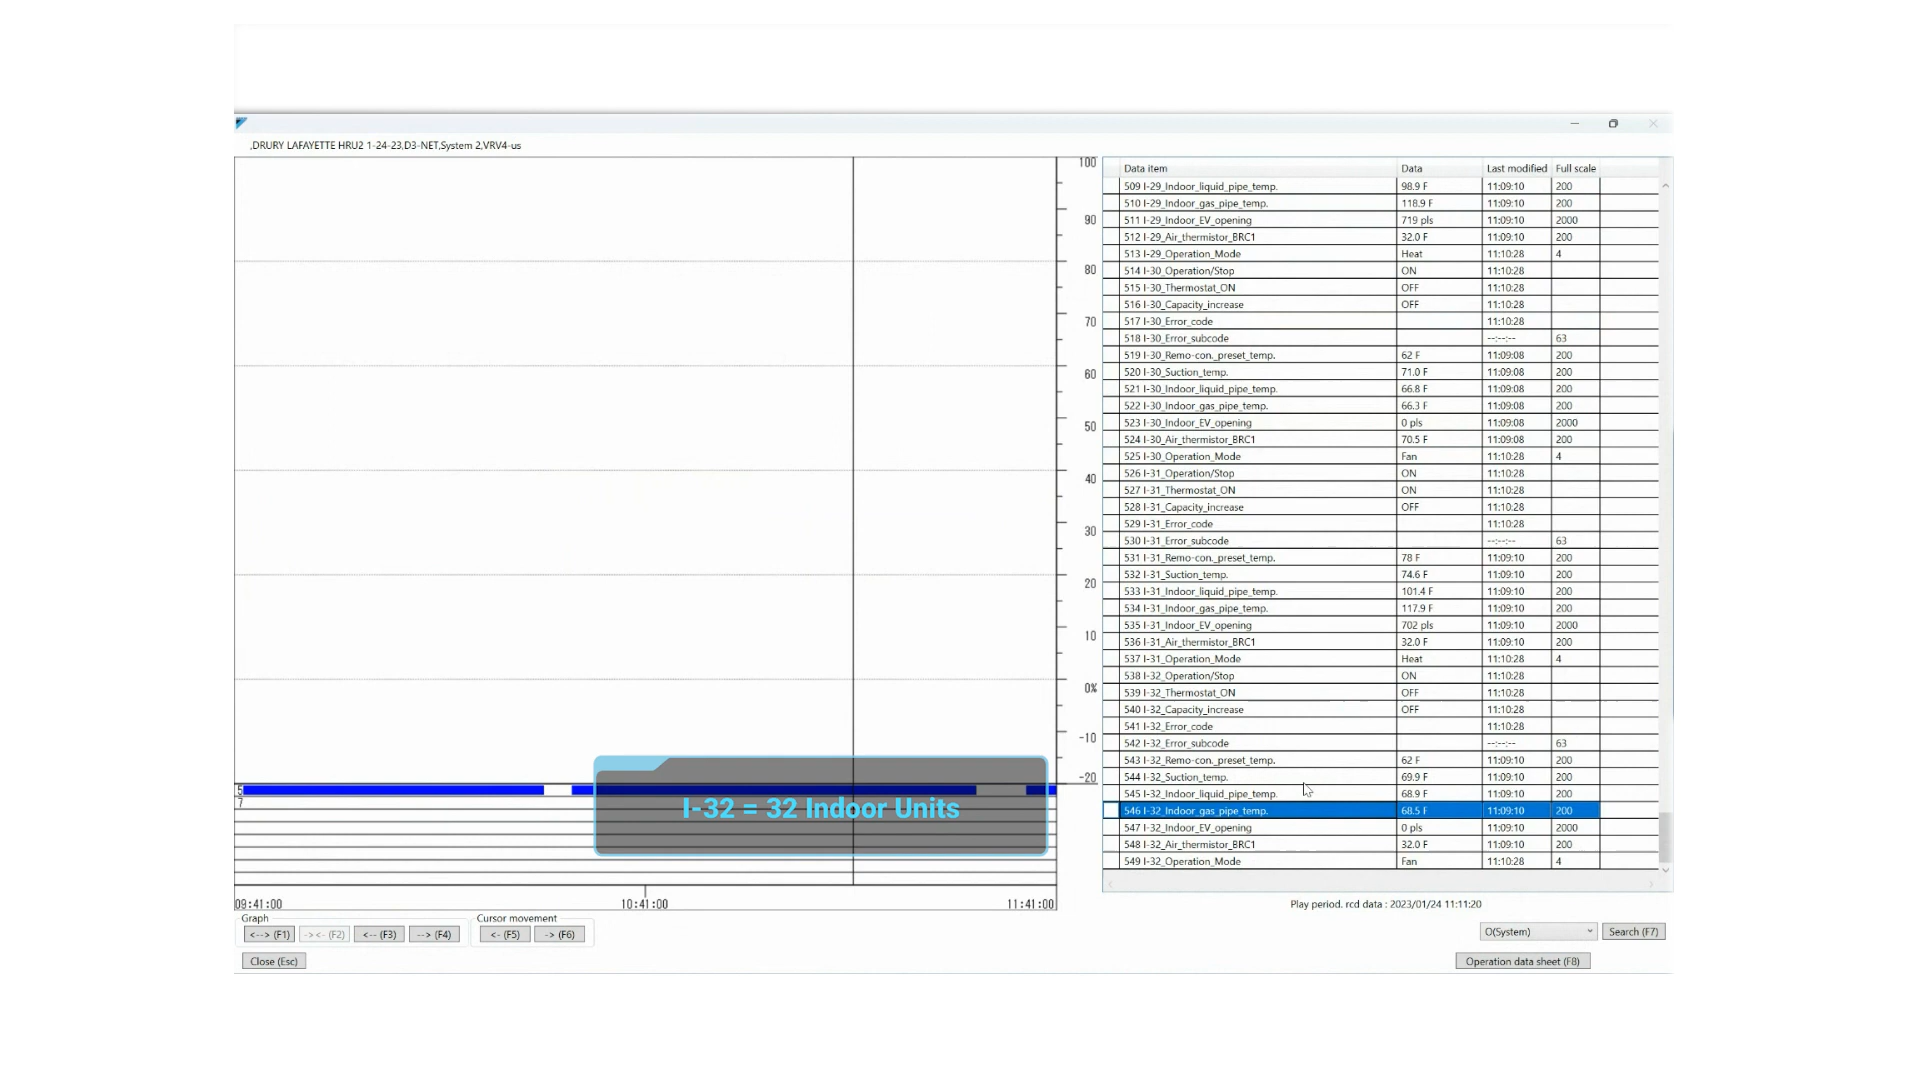 ,DRURY LAFAYETTE HRU2 1-24-23,D3-NET,System 2,VRV4-us
100
90
80
70
60
50
40
30
20
10
0%
-10
-20
5
7
I-32 = 32 Indoor Units
09:41:00 10:41:00 11:41:00
Data item Data Last modified Full scale
509 I-29_Indoor_liquid_pipe_temp. 98.9 F 11:09:10 200
510 I-29_Indoor_gas_pipe_temp. 118.9 F 11:09:10 200
511 I-29_Indoor_EV_opening 719 pls 11:09:10 2000
512 I-29_Air_thermistor_BRC1 32.0 F 11:09:10 200
513 I-29_Operation_Mode Heat 11:10:28 4
514 I-30_Operation/Stop ON 11:10:28
515 I-30_Thermostat_ON OFF 11:10:28
516 I-30_Capacity_increase OFF 11:10:28
517 I-30_Error_code 11:10:28
518 I-30_Error_subcode --:--:-- 63
519 I-30_Remo-con._preset_temp. 62 F 11:09:08 200
520 I-30_Suction_temp. 71.0 F 11:09:08 200
521 I-30_Indoor_liquid_pipe_temp. 66.8 F 11:09:08 200
522 I-30_Indoor_gas_pipe_temp. 66.3 F 11:09:08 200
523 I-30_Indoor_EV_opening 0 pls 11:09:08 2000
524 I-30_Air_thermistor_BRC1 70.5 F 11:09:08 200
525 I-30_Operation_Mode Fan 11:10:28 4
526 I-31_Operation/Stop ON 11:10:28
527 I-31_Thermostat_ON ON 11:10:28
528 I-31_Capacity_increase OFF 11:10:28
529 I-31_Error_code 11:10:28
530 I-31_Error_subcode --:--:-- 63
531 I-31_Remo-con._preset_temp. 78 F 11:09:10 200
532 I-31_Suction_temp. 74.6 F 11:09:10 200
533 I-31_Indoor_liquid_pipe_temp. 101.4 F 11:09:10 200
534 I-31_Indoor_gas_pipe_temp. 117.9 F 11:09:10 200
535 I-31_Indoor_EV_opening 702 pls 11:09:10 2000
536 I-31_Air_thermistor_BRC1 32.0 F 11:09:10 200
537 I-31_Operation_Mode Heat 11:10:28 4
538 I-32_Operation/Stop ON 11:10:28
539 I-32_Thermostat_ON OFF 11:10:28
540 I-32_Capacity_increase OFF 11:10:28
541 I-32_Error_code 11:10:28
542 I-32_Error_subcode --:--:-- 63
543 I-32_Remo-con._preset_temp. 62 F 11:09:10 200
544 I-32_Suction_temp. 69.9 F 11:09:10 200
545 I-32_Indoor_liquid_pipe_temp. 68.9 F 11:09:10 200
546 I-32_Indoor_gas_pipe_temp. 68.5 F 11:09:10 200
547 I-32_Indoor_EV_opening 0 pls 11:09:10 2000
548 I-32_Air_thermistor_BRC1 32.0 F 11:09:10 200
549 I-32_Operation_Mode Fan 11:10:28 4
Play period. rcd data : 2023/01/24 11:11:20
Graph Cursor movement
<--> (F1) -><- (F2) <-- (F3) --> (F4) <- (F5) -> (F6)
O(System) Search (F7)
Close (Esc) Operation data sheet (F8)